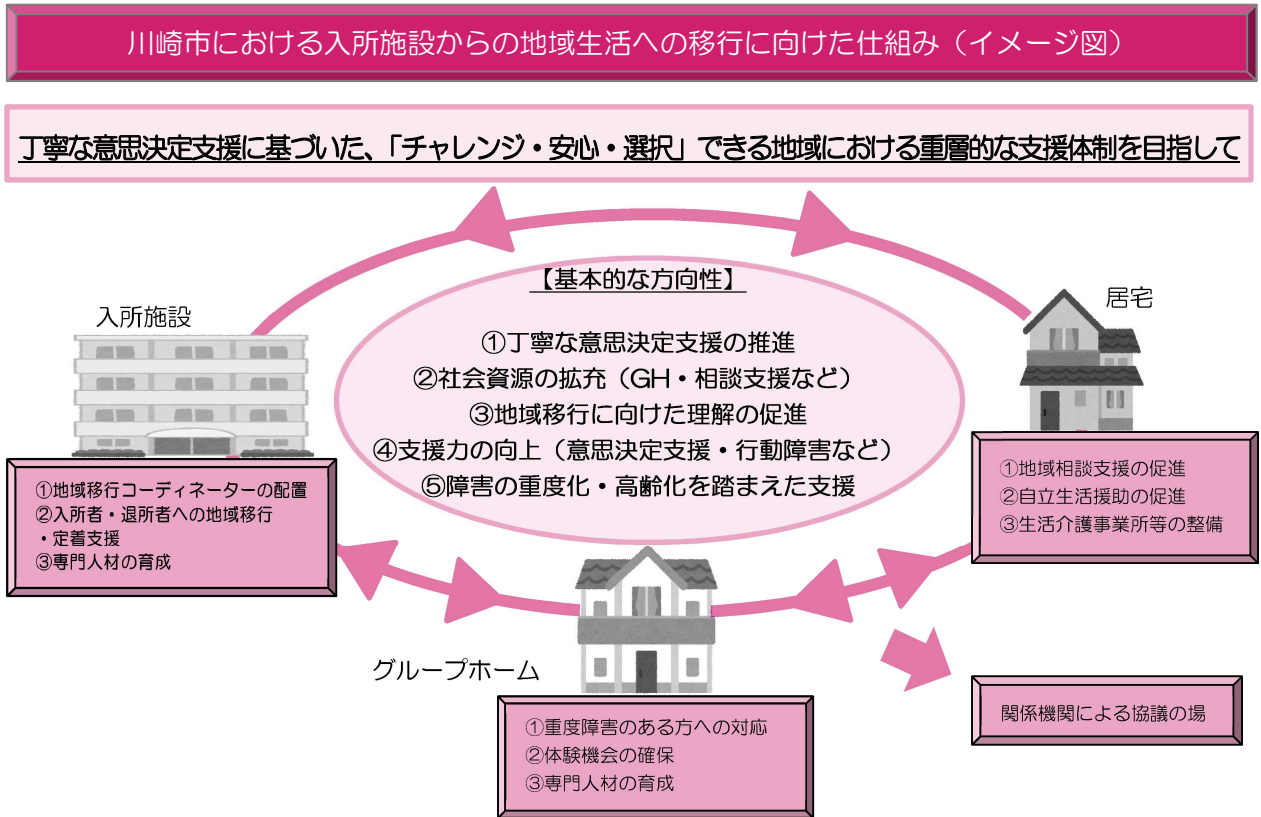 川崎市における入所施設からの地域生活への移行に向けた仕組み（イメージ図）
丁寧な意思決定支援に基づいた、「チャレンジ・安心・選択」できる地域における重層的な支援体制を目指して
【基本的な方向性】
①丁寧な意思決定支援の推進
②社会資源の拡充（GH・相談支援など）
③地域移行に向けた理解の促進
④支援力の向上（意思決定支援・行動障害など）
⑤障害の重度化・高齢化を踏まえた支援
入所施設
①地域移行コーディネーターの配置
②入所者・退所者への地域移行
・定着支援
③専門人材の育成
居宅
①地域相談支援の促進
②自立生活援助の促進
③生活介護事業所等の整備
グループホーム
①重度障害のある方への対応
②体験機会の確保
③専門人材の育成
関係機関による協議の場